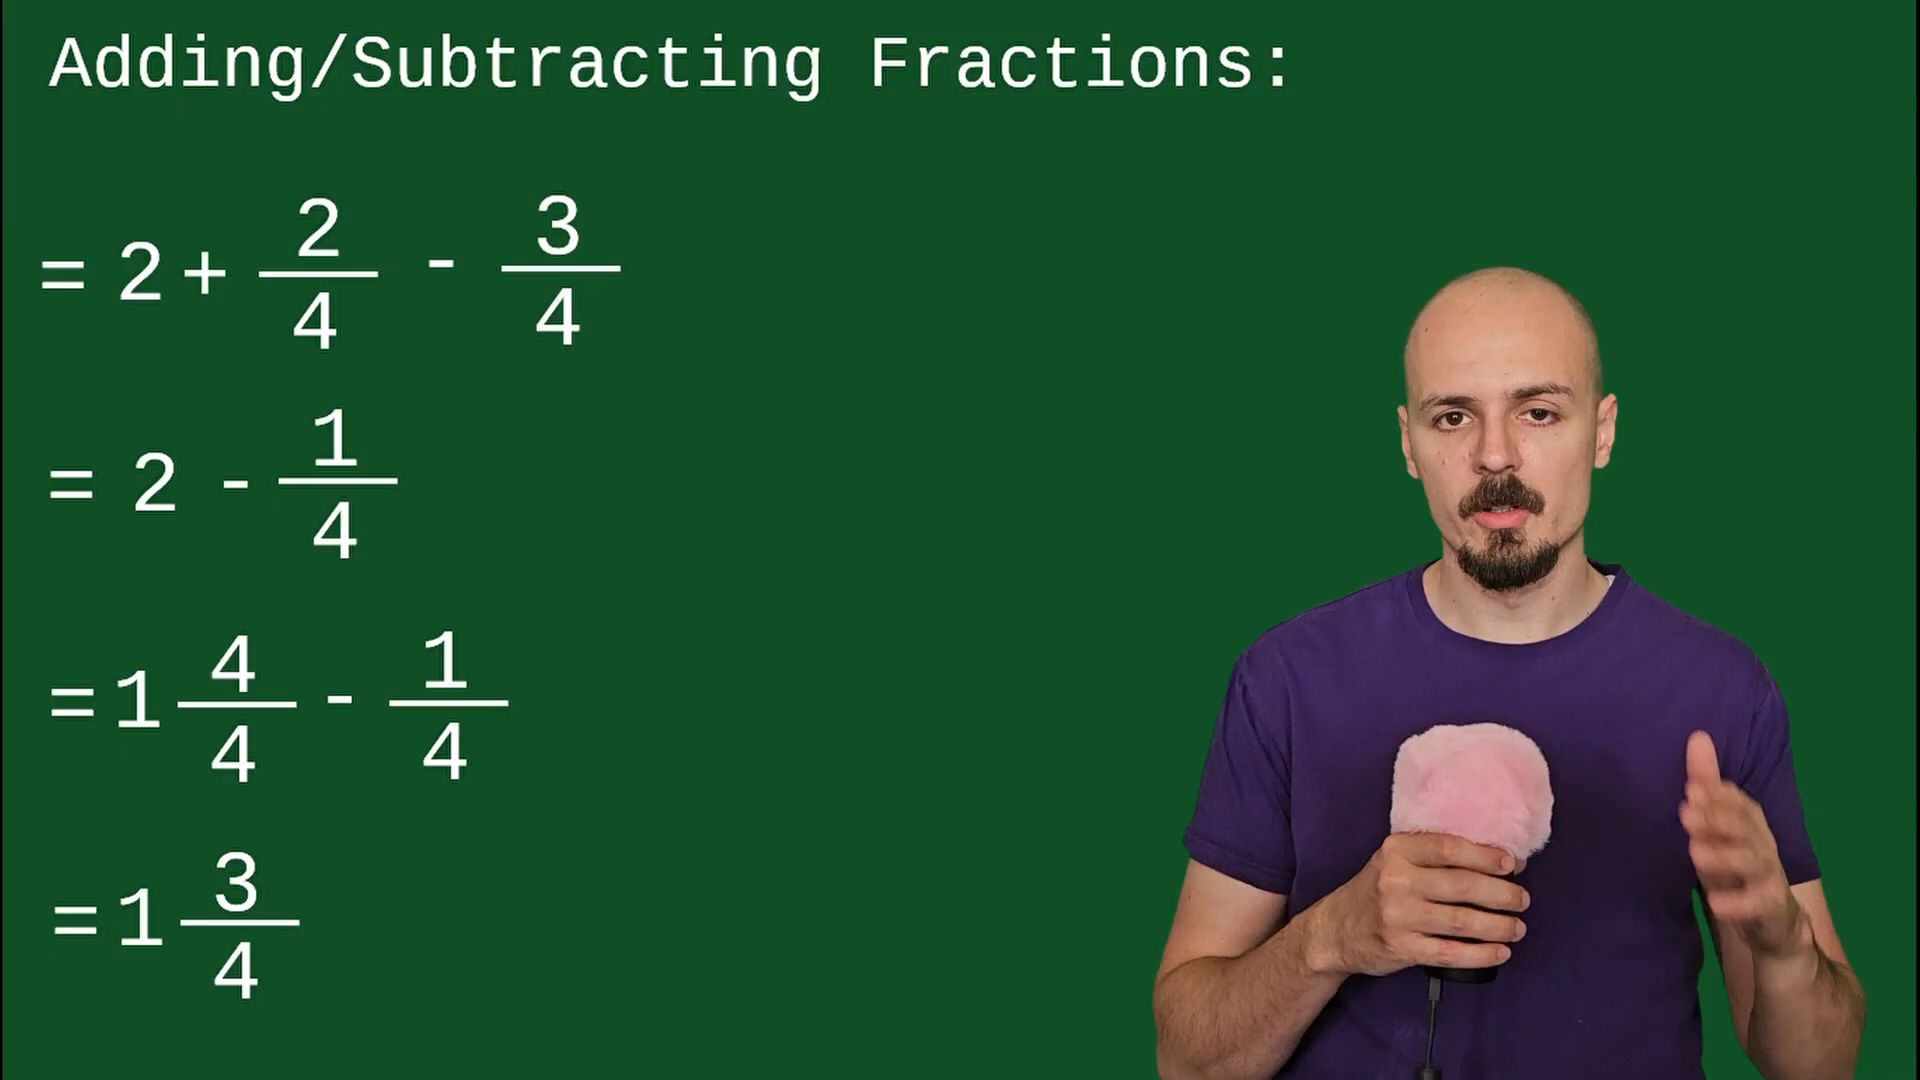 Adding/Subtracting Fractions:
= 2 + 2/4 - 3/4
= 2 - 1/4
= 1 4/4 - 1/4
= 1 3/4